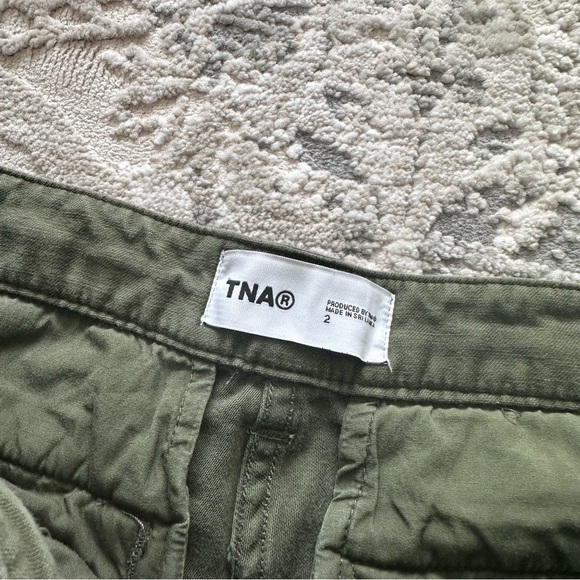 TNA®
PRODUCED BY
MADE IN SRI LANKA
2